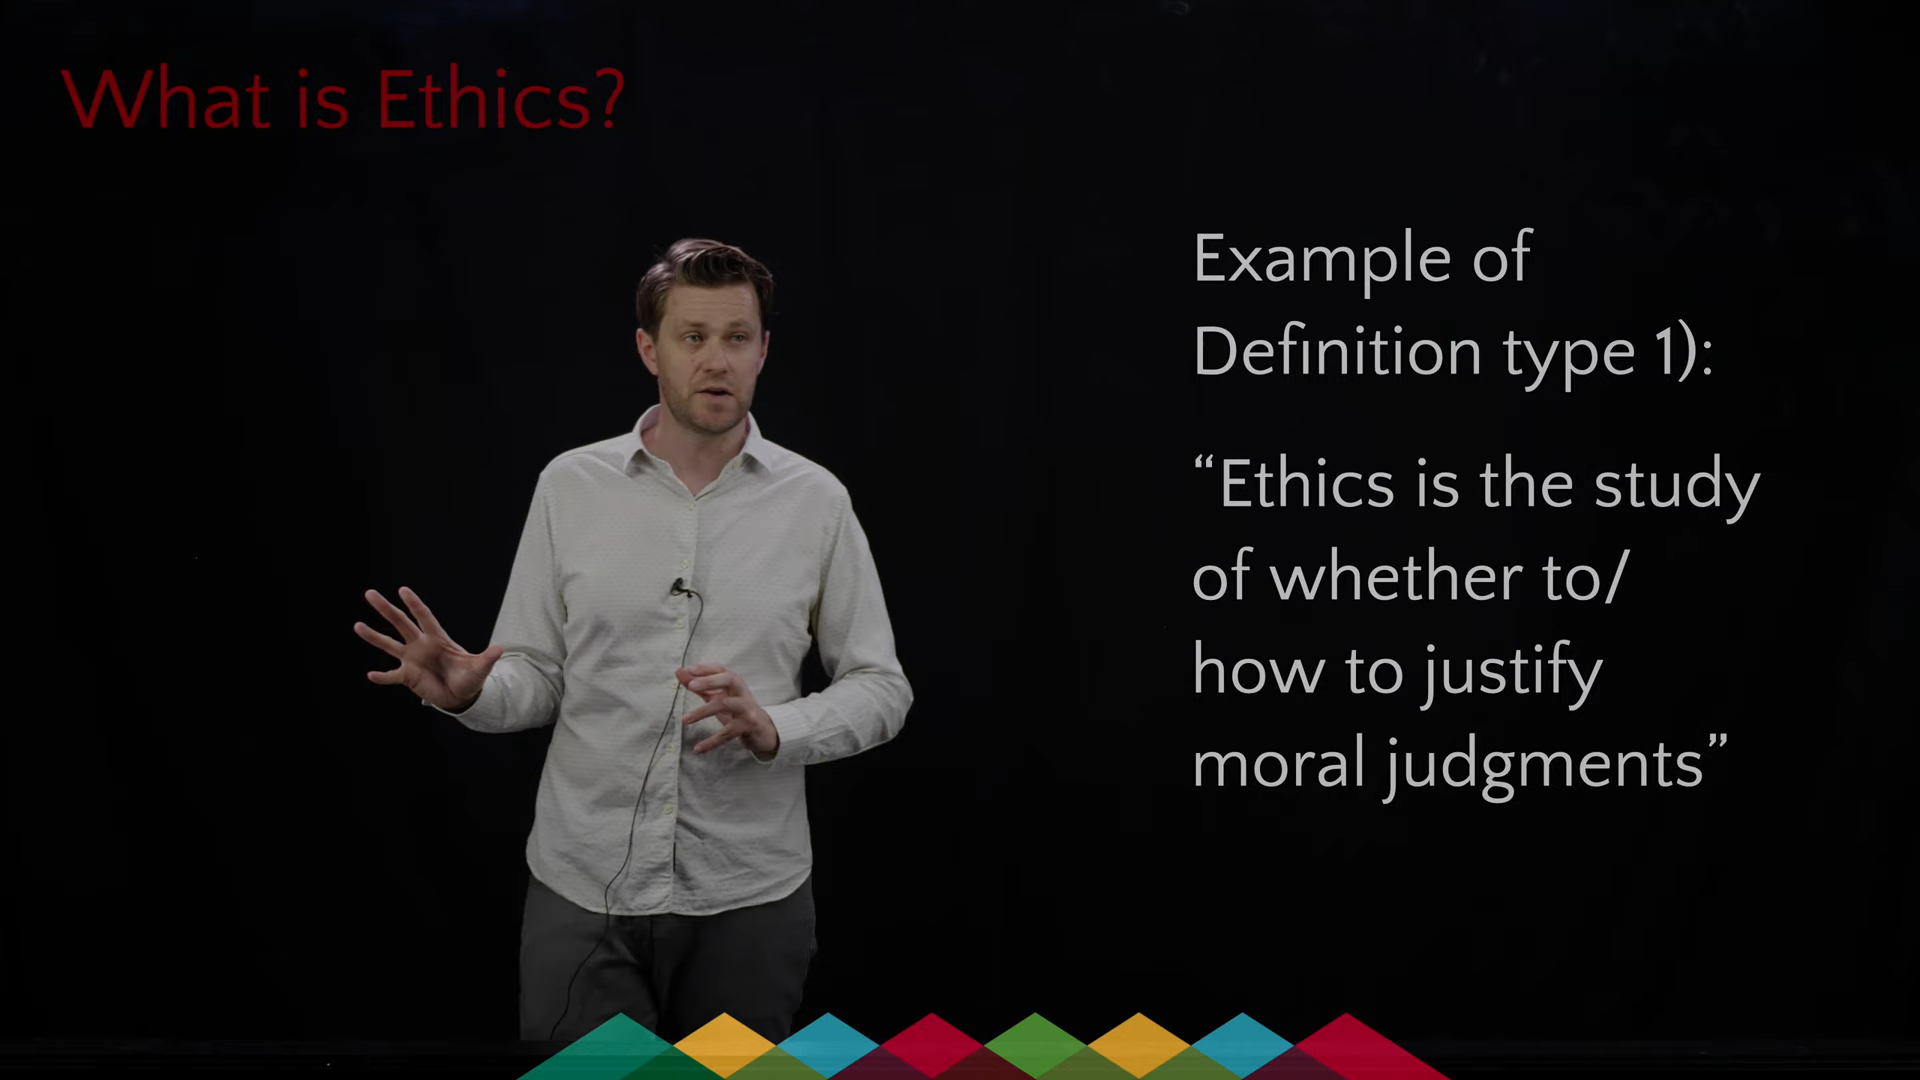 What is Ethics?
Example of
Definition type 1):
“Ethics is the study
of whether to/
how to justify
moral judgments”